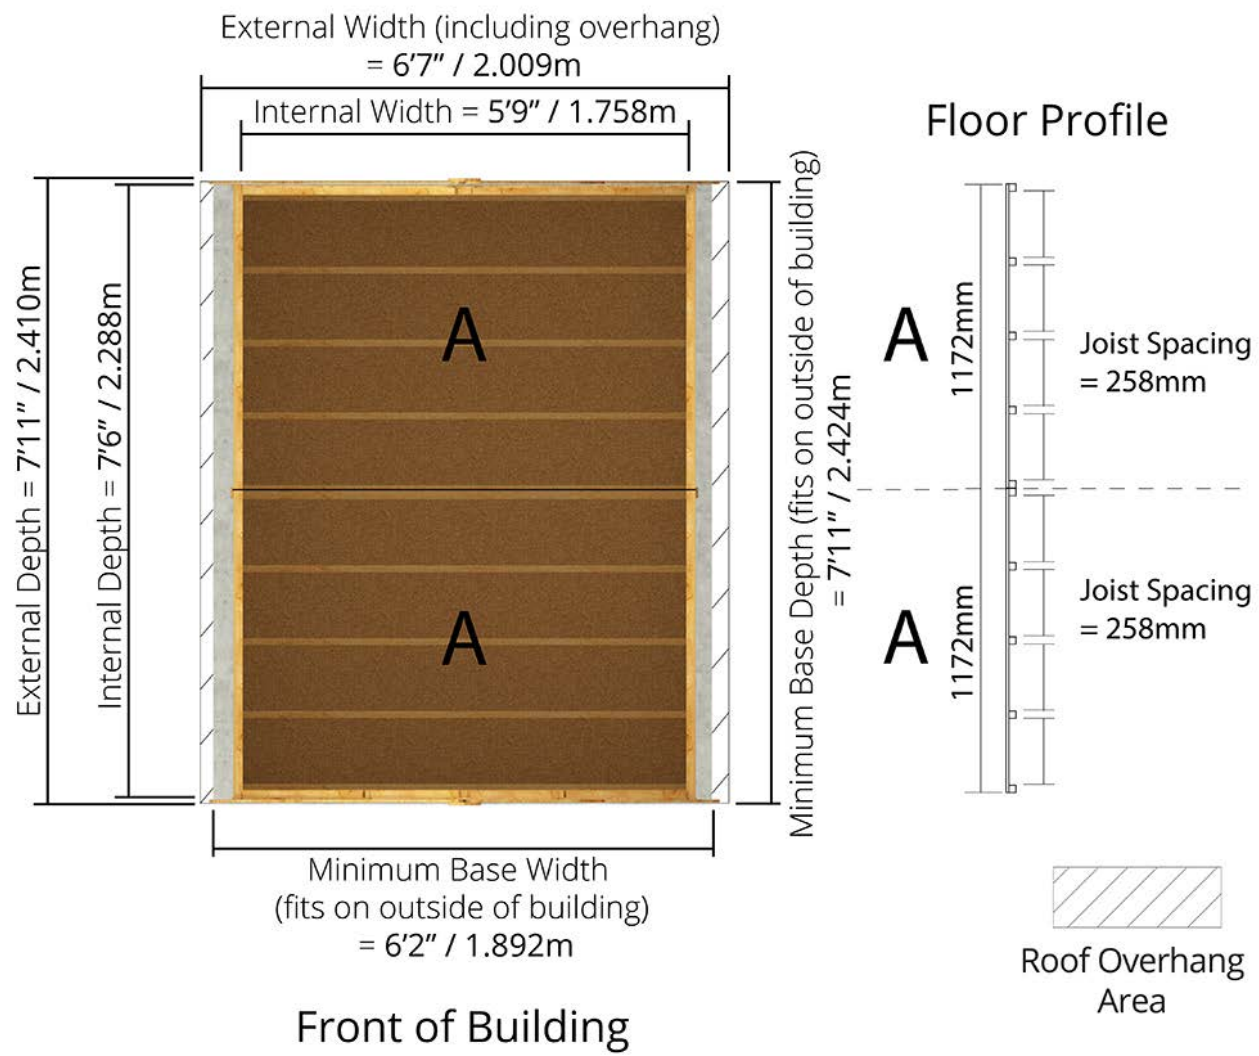 External Width (including overhang)
= 6’7” / 2.009m
Internal Width = 5’9” / 1.758m
Floor Profile
External Depth = 7’11” / 2.410m
Internal Depth = 7’6” / 2.288m
A
A
Minimum Base Depth (fits on outside of building)
= 7’11” / 2.424m
A
1172mm
Joist Spacing
= 258mm
A
1172mm
Joist Spacing
= 258mm
Minimum Base Width
(fits on outside of building)
= 6’2” / 1.892m
Roof Overhang
Area
Front of Building